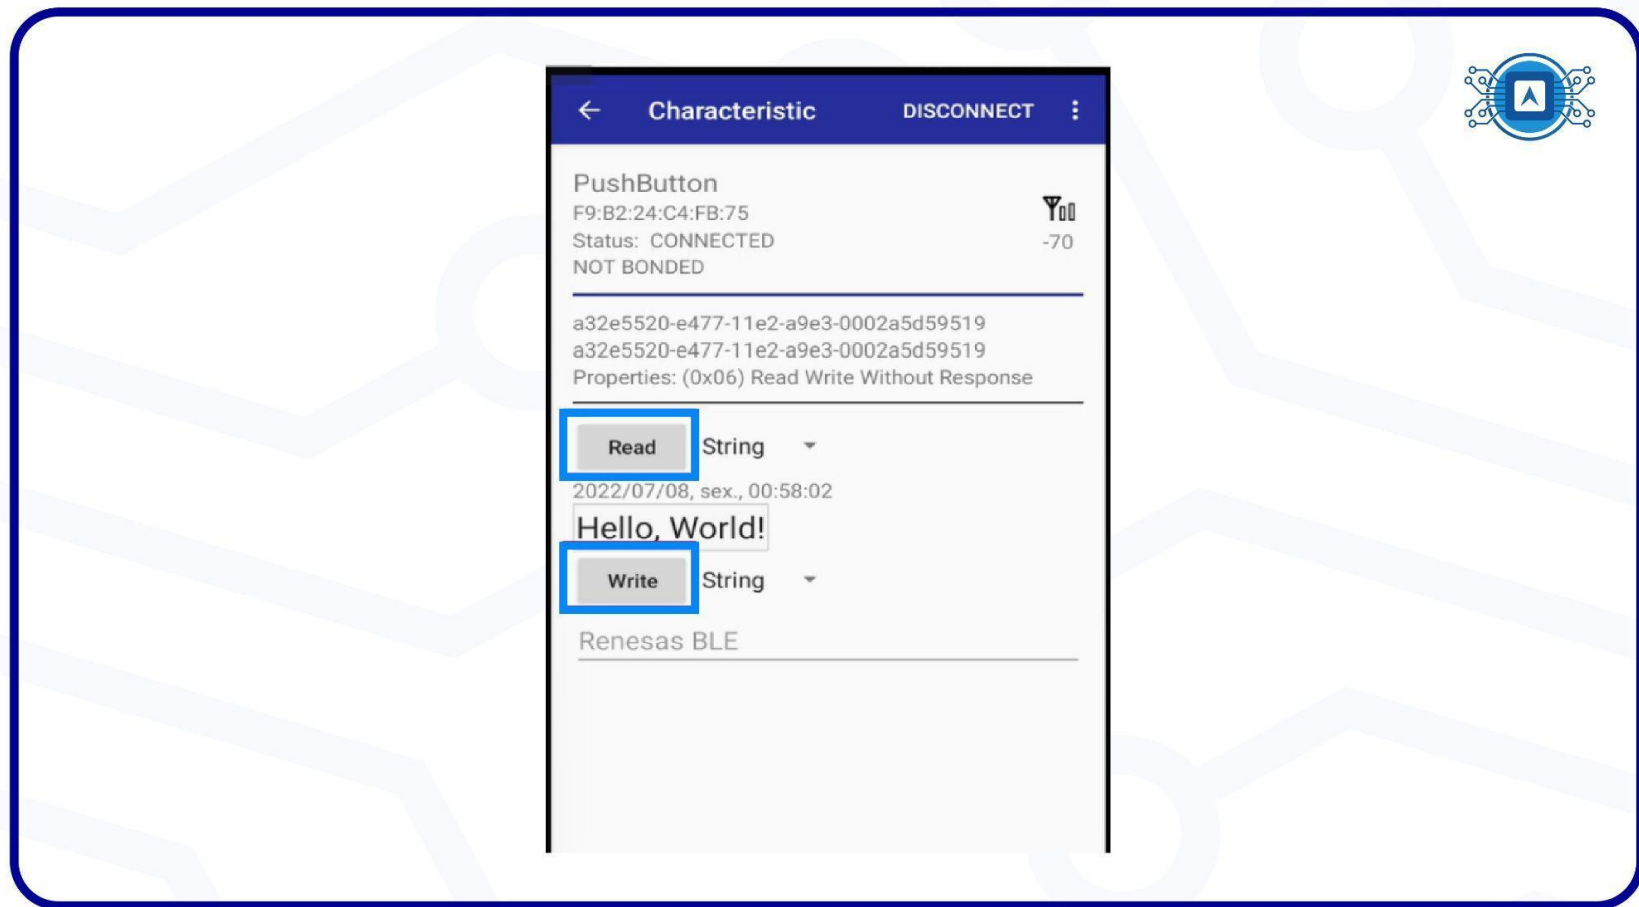 ← Characteristic DISCONNECT
PushButton
F9:B2:24:C4:FB:75
Status: CONNECTED
-70
NOT BONDED
a32e5520-e477-11e2-a9e3-0002a5d59519
a32e5520-e477-11e2-a9e3-0002a5d59519
Properties: (0x06) Read Write Without Response
Read String
2022/07/08, sex., 00:58:02
Hello, World!
Write String
Renesas BLE